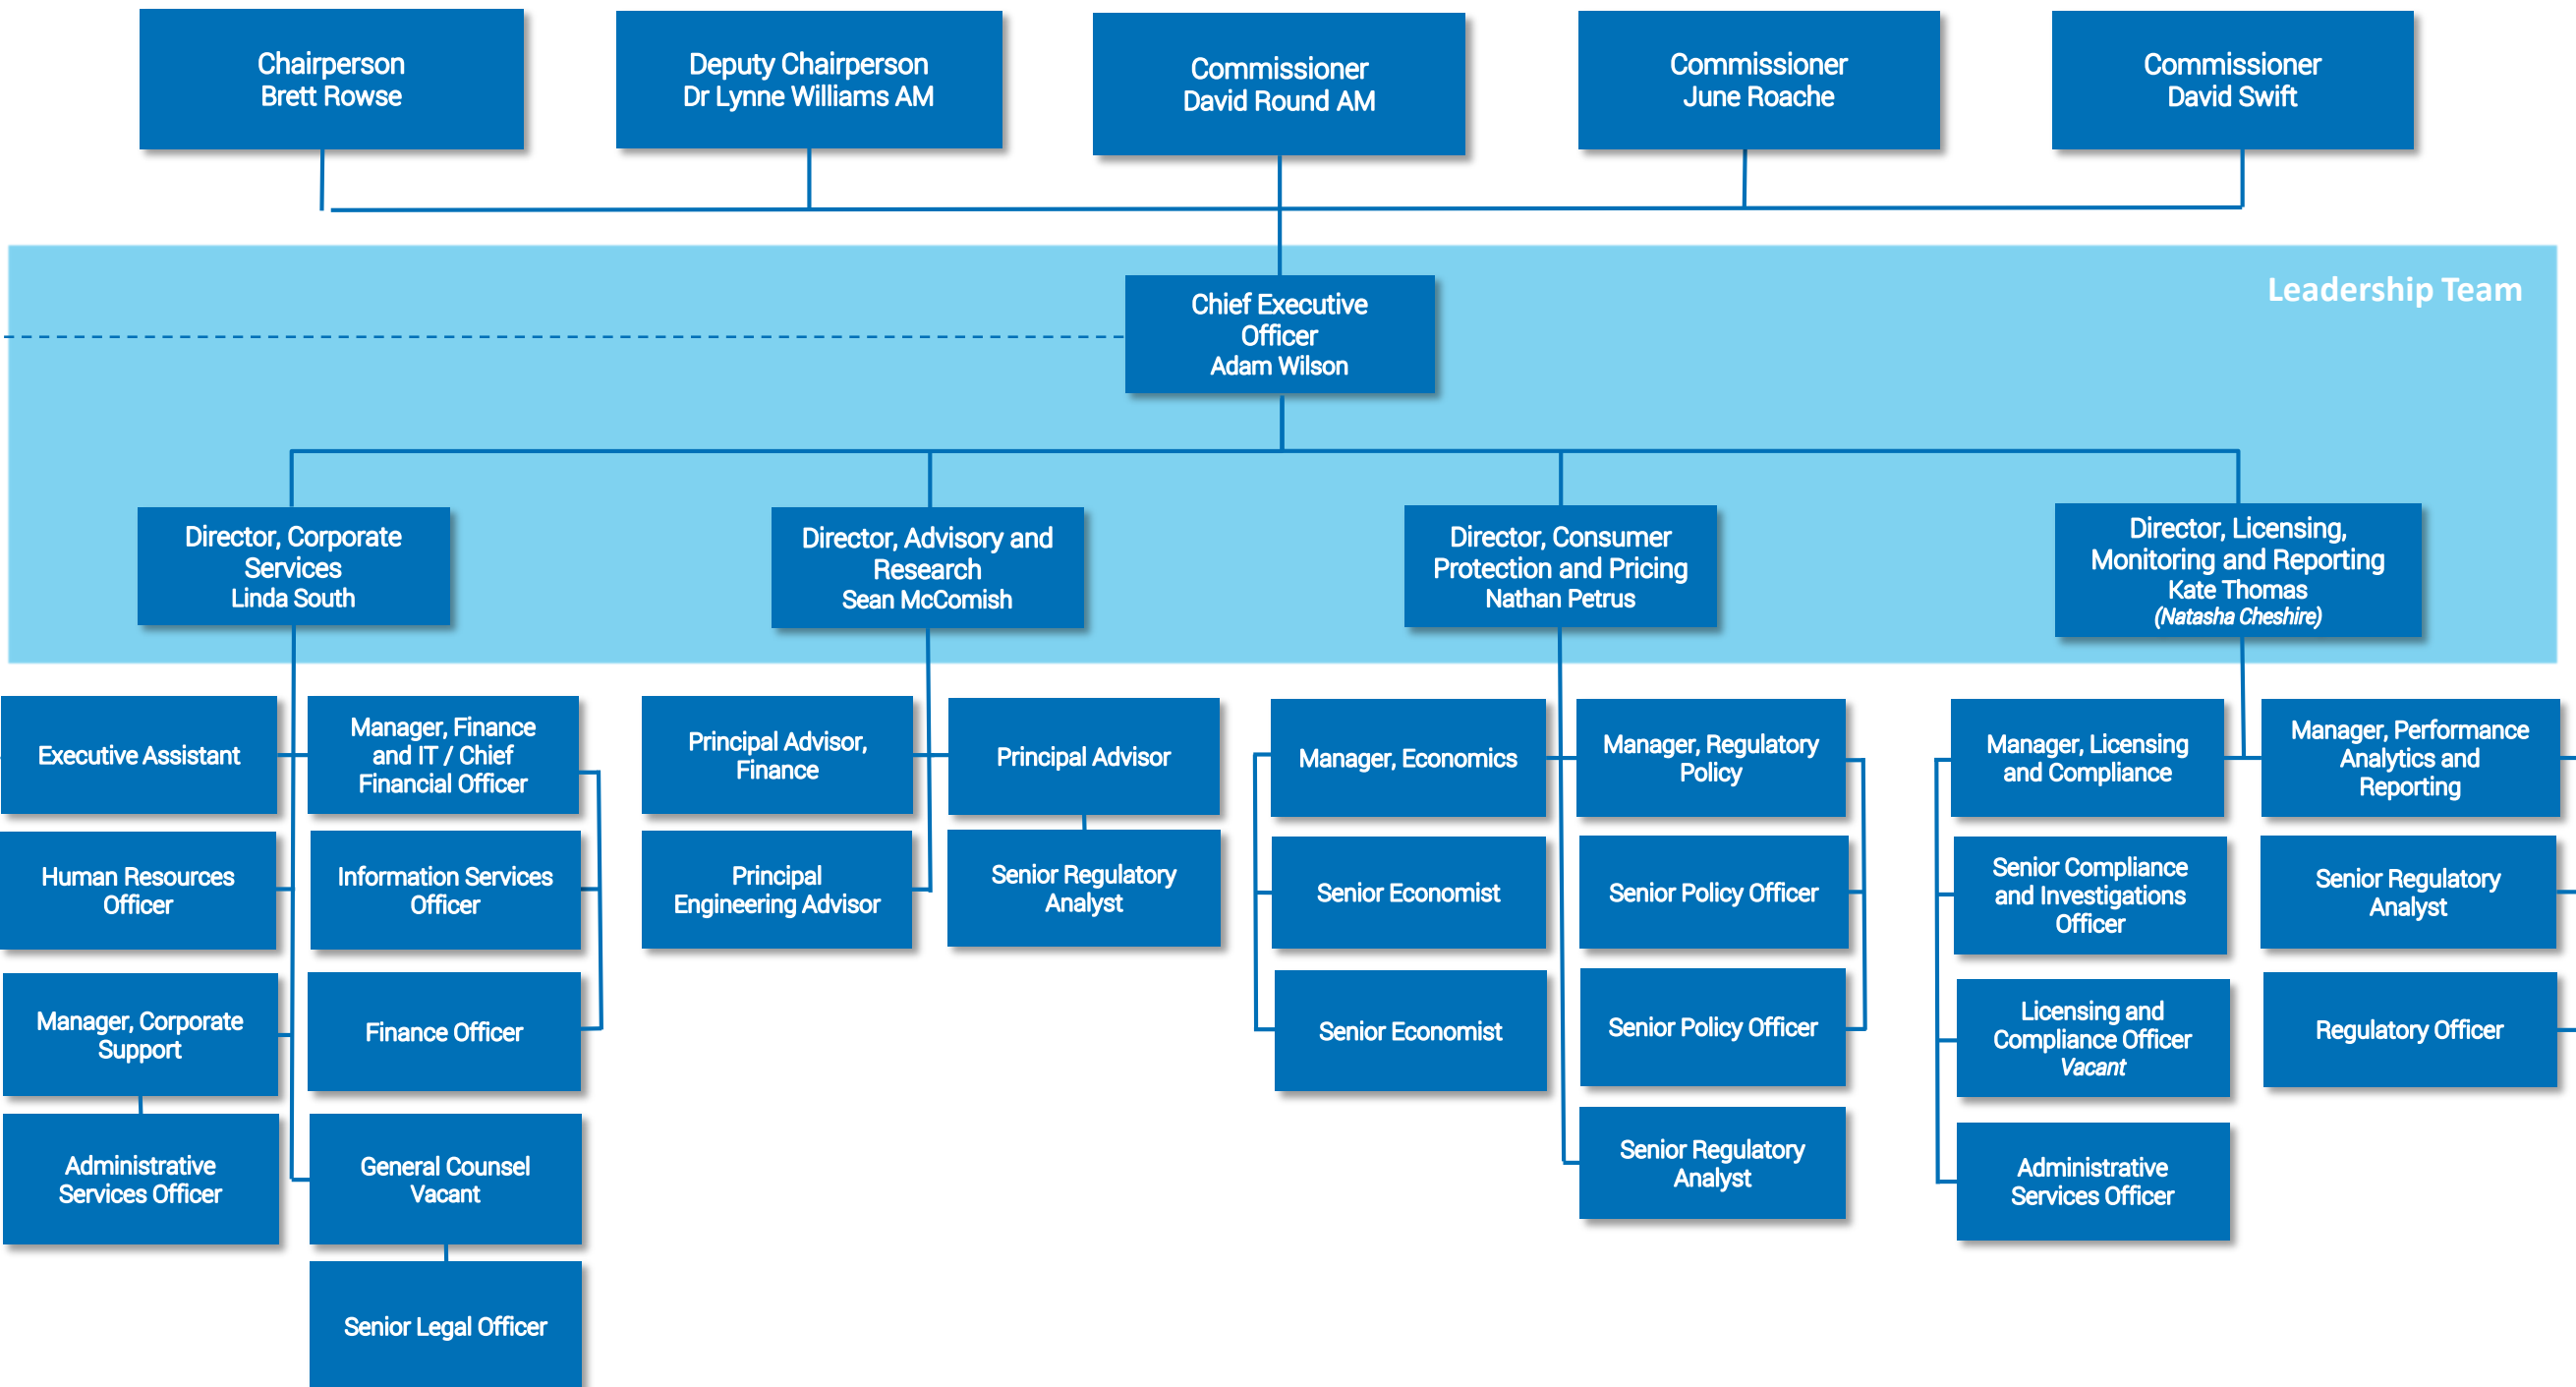 Chairperson
Brett Rowse
Deputy Chairperson
Dr Lynne Williams AM
Commissioner
David Round AM
Commissioner
June Roache
Commissioner
David Swift
Leadership Team
Chief Executive
Officer
Adam Wilson
Director, Corporate
Services
Linda South
Director, Advisory and
Research
Sean McComish
Director, Consumer
Protection and Pricing
Nathan Petrus
Director, Licensing,
Monitoring and Reporting
Kate Thomas
(Natasha Cheshire)
Executive Assistant
Manager, Finance
and IT / Chief
Financial Officer
Human Resources
Officer
Information Services
Officer
Manager, Corporate
Support
Finance Officer
Administrative
Services Officer
General Counsel
Vacant
Senior Legal Officer
Principal Advisor,
Finance
Principal Advisor
Principal
Engineering Advisor
Senior Regulatory
Analyst
Manager, Economics
Manager, Regulatory
Policy
Senior Economist
Senior Policy Officer
Senior Economist
Senior Policy Officer
Senior Regulatory
Analyst
Manager, Licensing
and Compliance
Manager, Performance
Analytics and
Reporting
Senior Compliance
and Investigations
Officer
Senior Regulatory
Analyst
Licensing and
Compliance Officer
Vacant
Regulatory Officer
Administrative
Services Officer